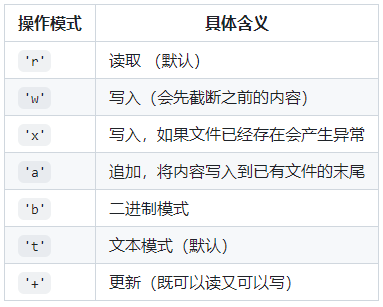 操作模式 具体含义
'r' 读取 （默认）
'w' 写入（会先截断之前的内容）
'x' 写入，如果文件已经存在会产生异常
'a' 追加，将内容写入到已有文件的末尾
'b' 二进制模式
't' 文本模式（默认）
'+' 更新（既可以读又可以写）